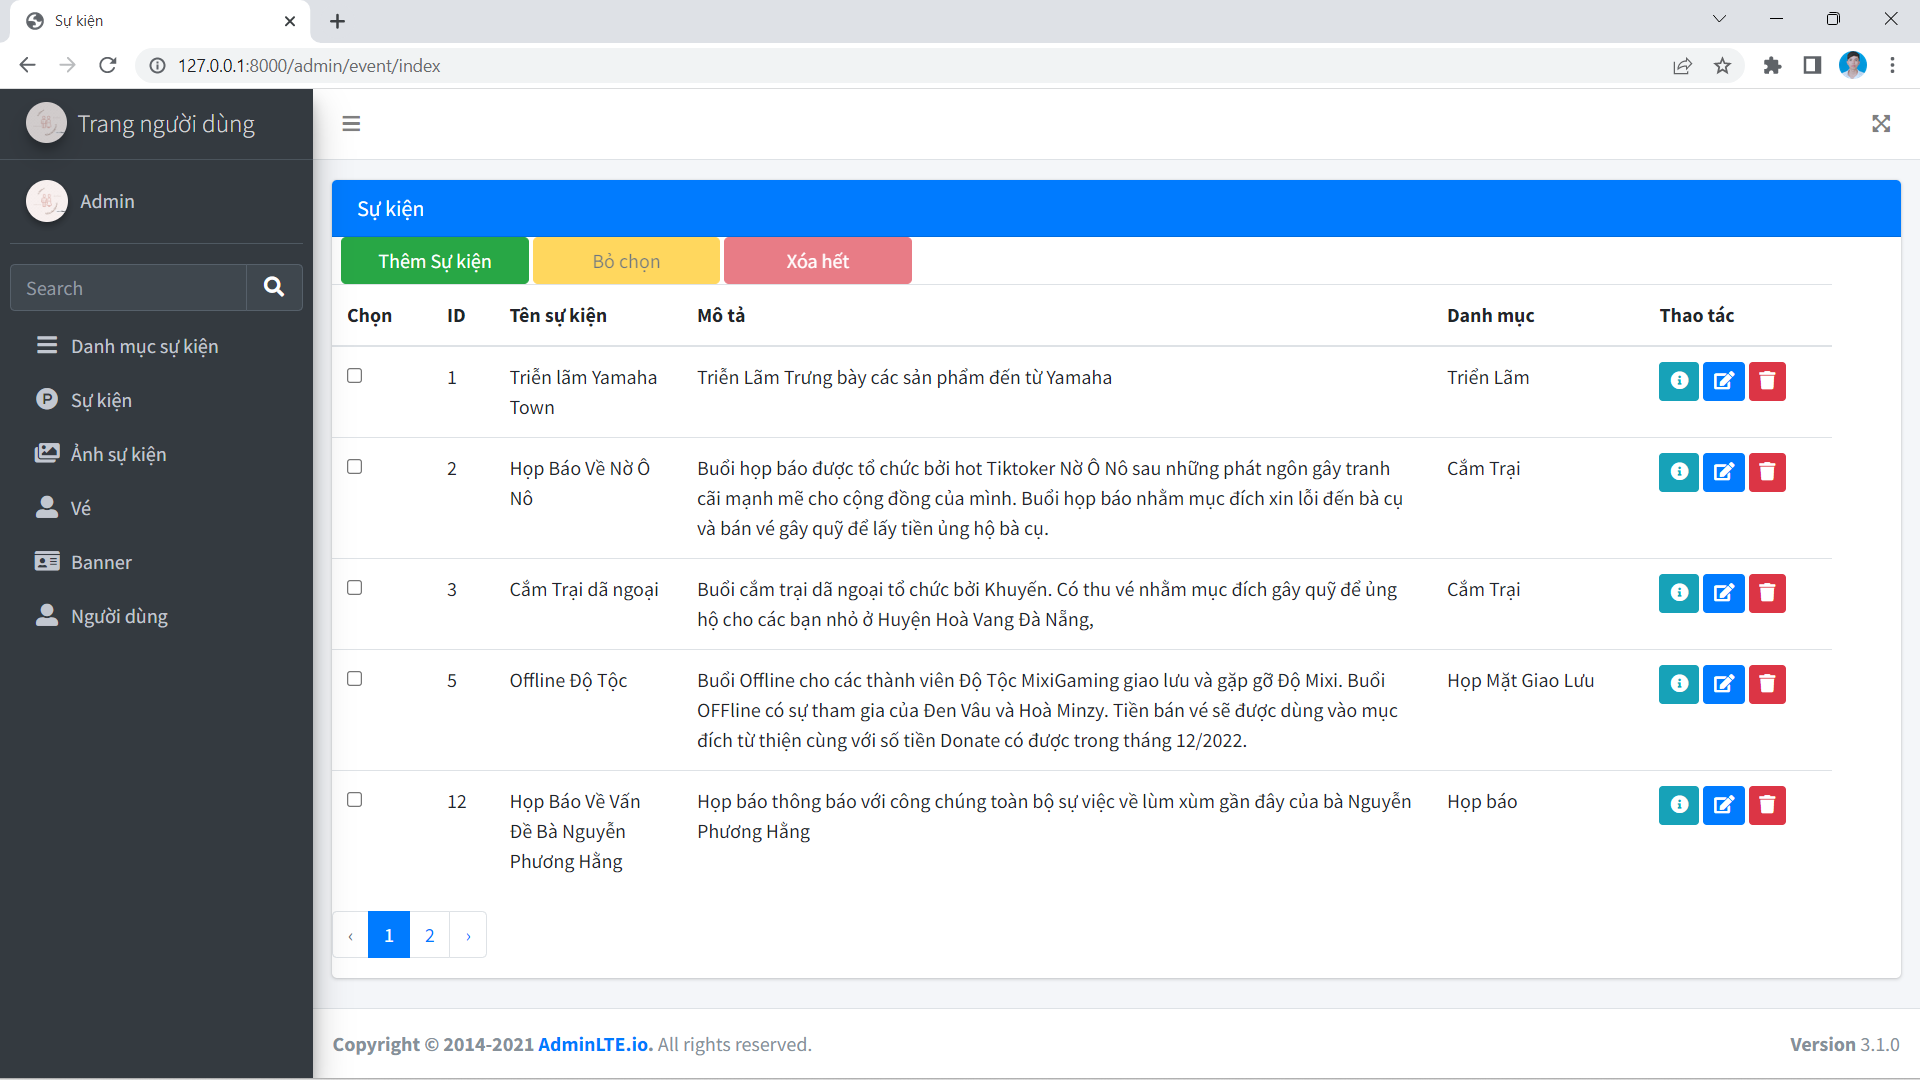 Sự kiện
127.0.0.1:8000/admin/event/index
Trang người dùng
Admin
Search
Danh mục sự kiện
Sự kiện
Ảnh sự kiện
Vé
Banner
Người dùng
Sự kiện
Thêm Sự kiện Bỏ chọn Xóa hết
Chọn ID Tên sự kiện Mô tả Danh mục Thao tác
1 Triễn lãm Yamaha Triễn Lãm Trưng bày các sản phẩm đến từ Yamaha Triển Lãm
Town
2 Họp Báo Về Nờ Ô Buổi họp báo được tổ chức bởi hot Tiktoker Nờ Ô Nô sau những phát ngôn gây tranh Cắm Trại
Nô cãi mạnh mẽ cho cộng đồng của mình. Buổi họp báo nhằm mục đích xin lỗi đến bà cụ
và bán vé gây quỹ để lấy tiền ủng hộ bà cụ.
3 Cắm Trại dã ngoại Buổi cắm trại dã ngoại tổ chức bởi Khuyến. Có thu vé nhằm mục đích gây quỹ để ủng Cắm Trại
hộ cho các bạn nhỏ ở Huyện Hoà Vang Đà Nẵng,
5 Offline Độ Tộc Buổi Offline cho các thành viên Độ Tộc MixiGaming giao lưu và gặp gỡ Độ Mixi. Buổi Họp Mặt Giao Lưu
OFFline có sự tham gia của Đen Vâu và Hoà Minzy. Tiền bán vé sẽ được dùng vào mục
đích từ thiện cùng với số tiền Donate có được trong tháng 12/2022.
12 Họp Báo Về Vấn Họp báo thông báo với công chúng toàn bộ sự việc về lùm xùm gần đây của bà Nguyễn Họp báo
Đề Bà Nguyễn Phương Hằng
Phương Hằng
‹ 1 2 ›
Copyright © 2014-2021 AdminLTE.io. All rights reserved. Version 3.1.0